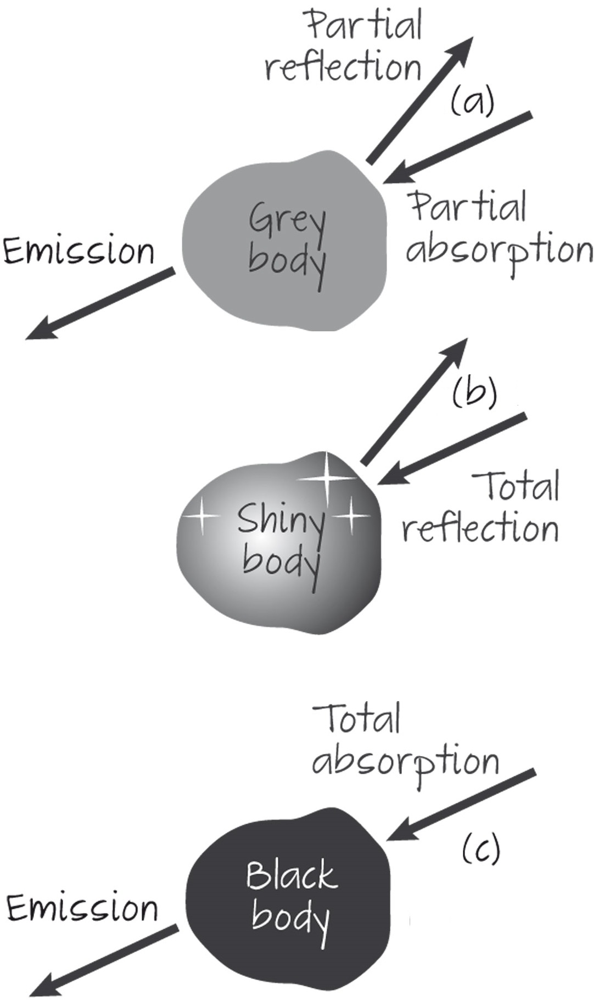 Partial
reflection
(a)
Partial
absorption
Grey
body
Emission
(b)
Total
reflection
Shiny
body
Total
absorption
(c)
Black
body
Emission